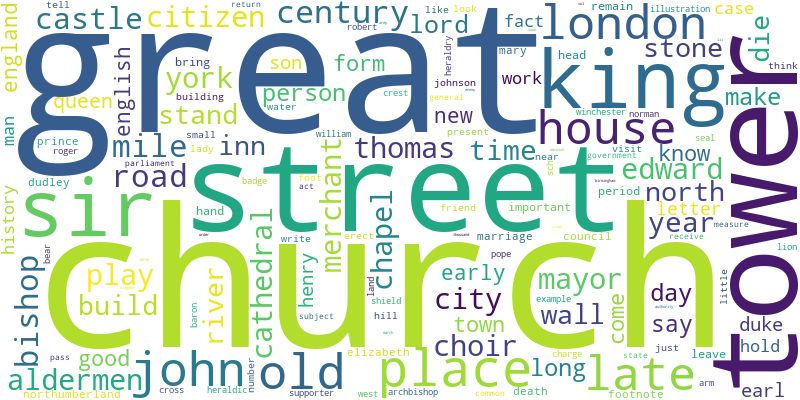 tell
return
castle
citizen
century
london
like
look
remain
illustration
case
great
lord
fact
robert
mary
heraldry
head
stone
die
england
english
bring
son
form
king
think
york
queen
building
person
water
crest
johnson
general
work
make
tower
man
stand
new
present
house
winchester
norman
seal
prince
roger
small
william
mile
inn
parliament
lady
thomas
time
near
visit
know
government
dudley
badge
foot
act
street
edward
period
north
history
sir
hand
merchant
friend
important
letter
road
cathedral
write
erect
chapel
marriage
council
year
measure
receive
lion
order
thousand
bishop
bear
play
build
river
henry
land
shield
pope
early
mayor
church
city
example
wall
come
day
say
little
baron
subject
hill
town
duke
just
hold
good
pass
number
elizabeth
choir
charge
state
leave
aldermen
john
old
place
long
late
arm
earl
northumberland
cross
heraldic
supporter
west
archbishop
common
death
footnote